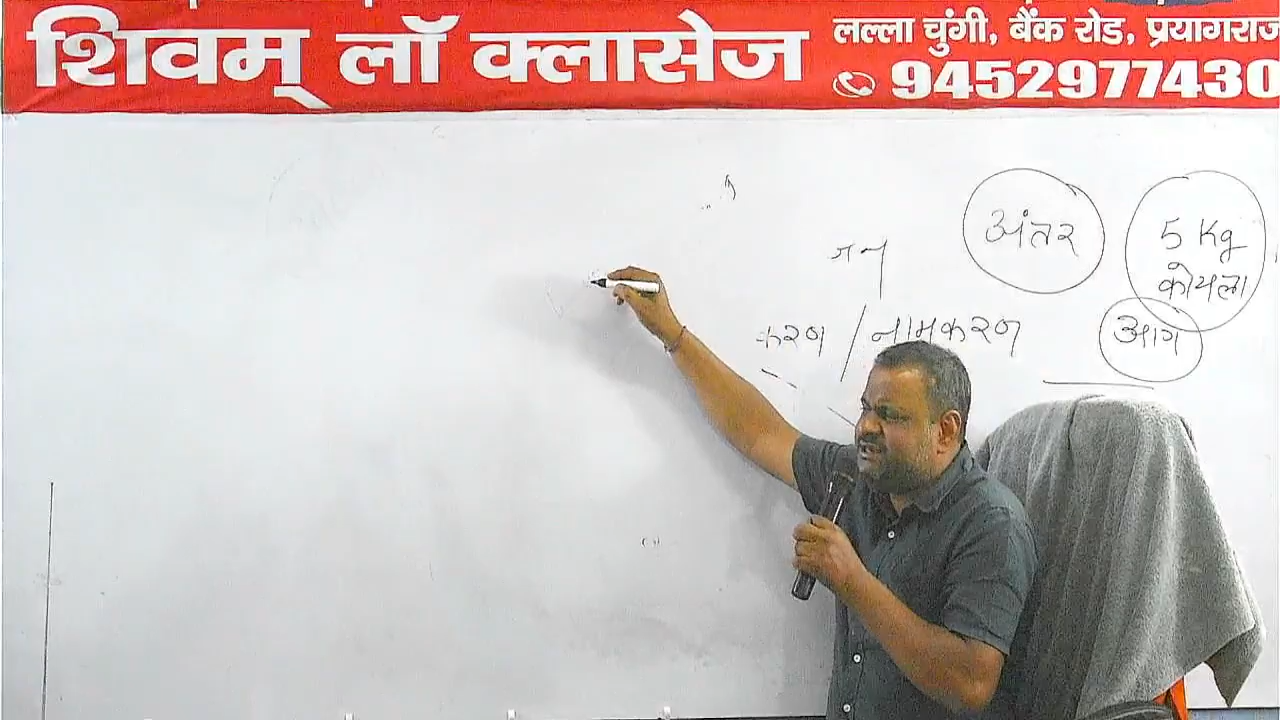 शिवम् लॉ क्लासेज
लल्ला चुंगी, बैंक रोड, प्रयागराज
9452977430
अंतर
5 Kg
कोयला
जन
करण / नामकरण
आग